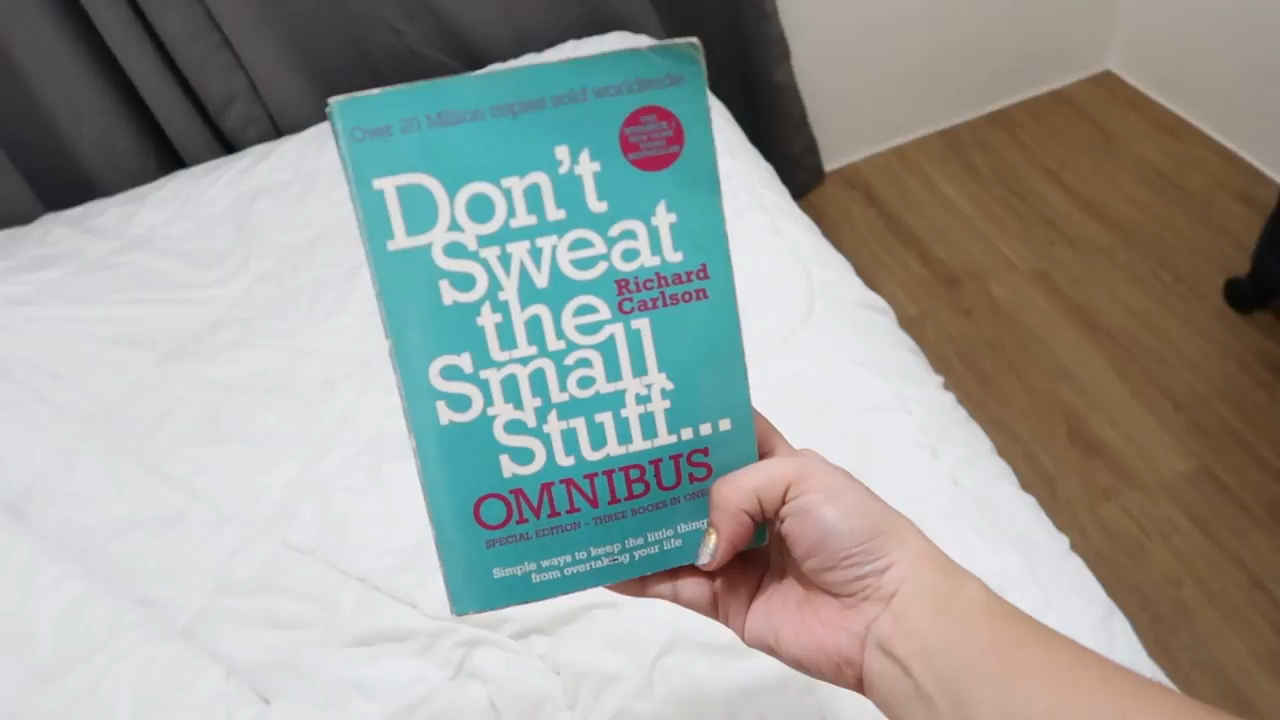 Over 20 Million copies sold worldwide
Don't
Sweat
the
Small
Stuff...
Richard
Carlson
OMNIBUS
SPECIAL EDITION – THREE BOOKS IN ONE
Simple ways to keep the little things
from overtaking your life